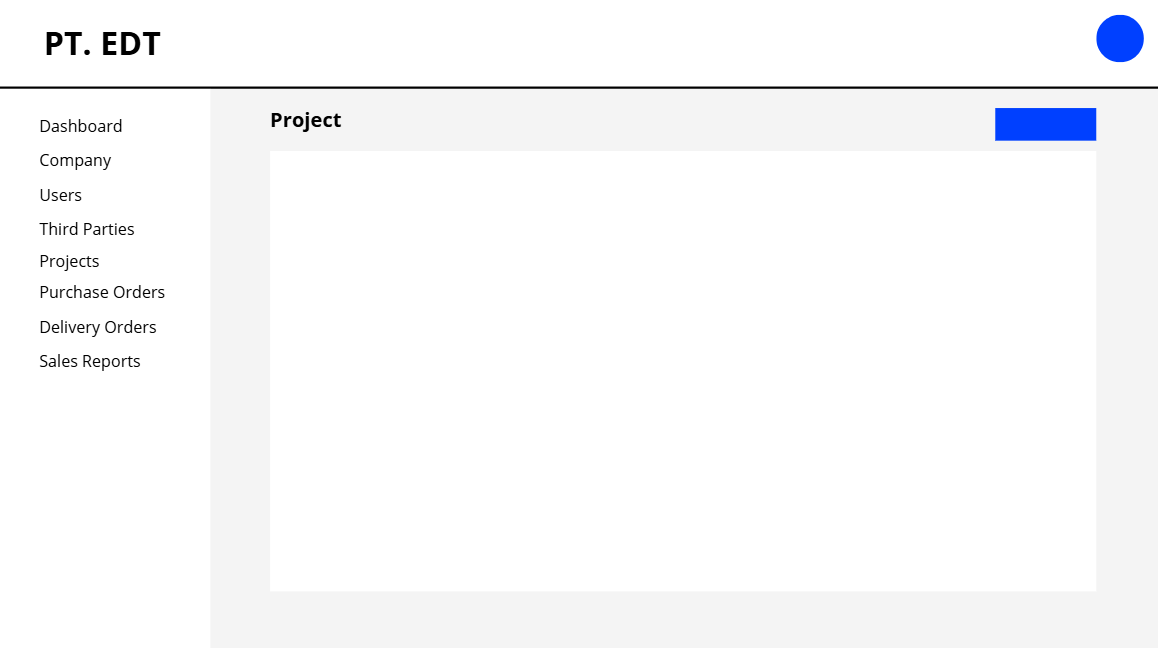 PT. EDT
Dashboard
Company
Users
Third Parties
Projects
Purchase Orders
Delivery Orders
Sales Reports
Project